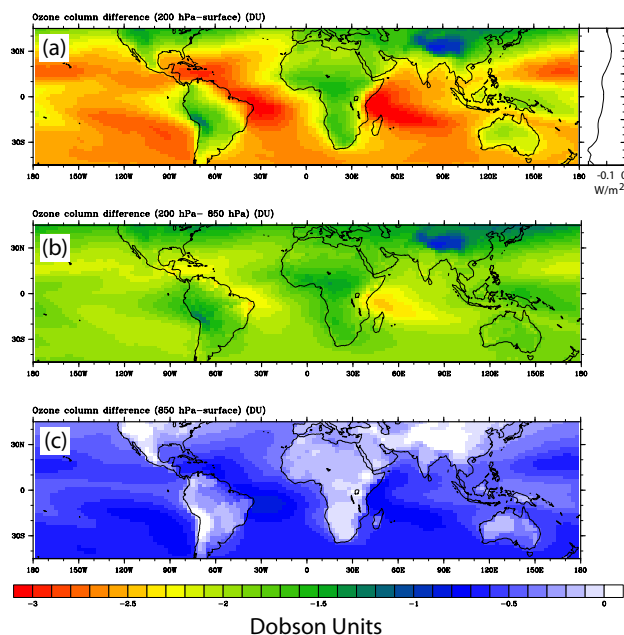 Ozone column difference (200 hPa-surface) (DU)
(a)
30N
0
30S
180 150W 120W 90W 60W 30W 0 30E 60E 90E 120E 150E 180
-0.1 0
W/m²
Ozone column difference (200 hPa- 850 hPa) (DU)
(b)
30N
0
30S
180 150W 120W 90W 60W 30W 0 30E 60E 90E 120E 150E 180
Ozone column difference (850 hPa-surface) (DU)
(c)
30N
0
30S
180 150W 120W 90W 60W 30W 0 30E 60E 90E 120E 150E 180
-3 -2.5 -2 -1.5 -1 -0.5 0
Dobson Units